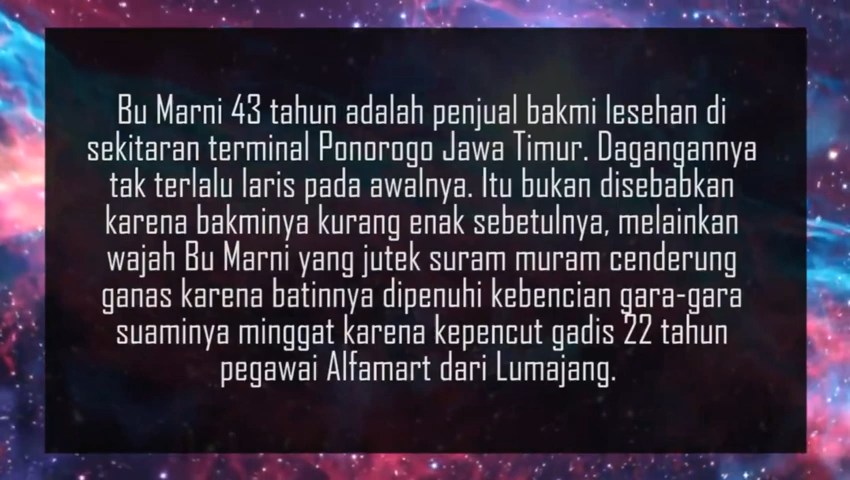 Bu Marni 43 tahun adalah penjual bakmi lesehan di
sekitaran terminal Ponorogo Jawa Timur. Dagangannya
tak terlalu laris pada awalnya. Itu bukan disebabkan
karena bakminya kurang enak sebetulnya, melainkan
wajah Bu Marni yang jutek suram muram cenderung
ganas karena batinnya dipenuhi kebencian gara-gara
suaminya minggat karena kepencut gadis 22 tahun
pegawai Alfamart dari Lumajang.